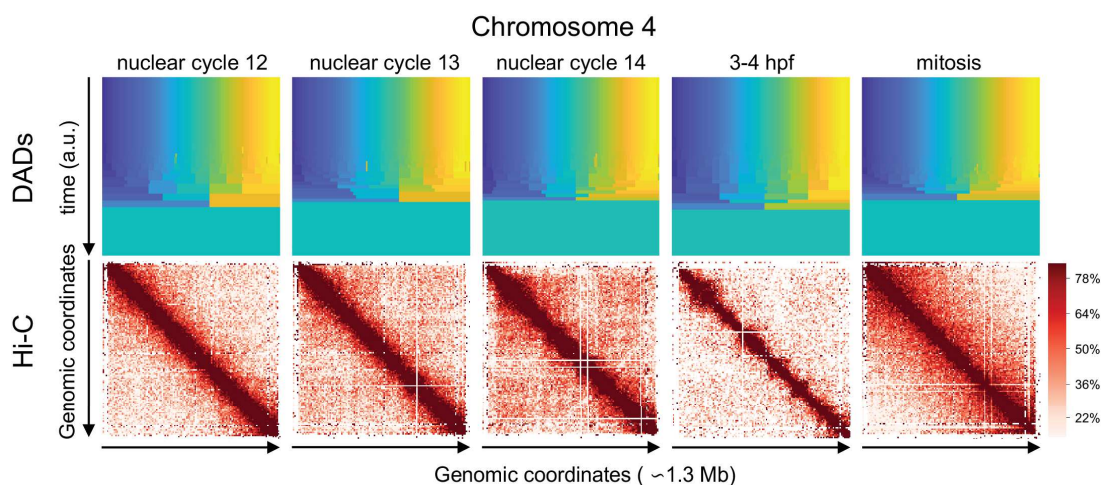 Chromosome 4
nuclear cycle 12
nuclear cycle 13
nuclear cycle 14
3-4 hpf
mitosis
DADs
time (a.u.)
Hi-C
Genomic coordinates
78%
64%
50%
36%
22%
Genomic coordinates ( ∽1.3 Mb)